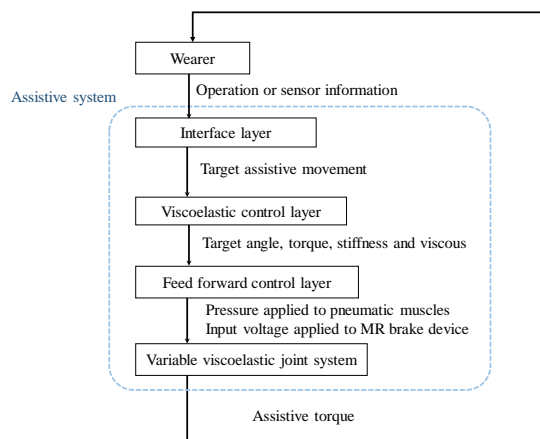 Wearer
Operation or sensor information
Assistive system
Interface layer
Target assistive movement
Viscoelastic control layer
Target angle, torque, stiffness and viscous
Feed forward control layer
Pressure applied to pneumatic muscles
Input voltage applied to MR brake device
Variable viscoelastic joint system
Assistive torque